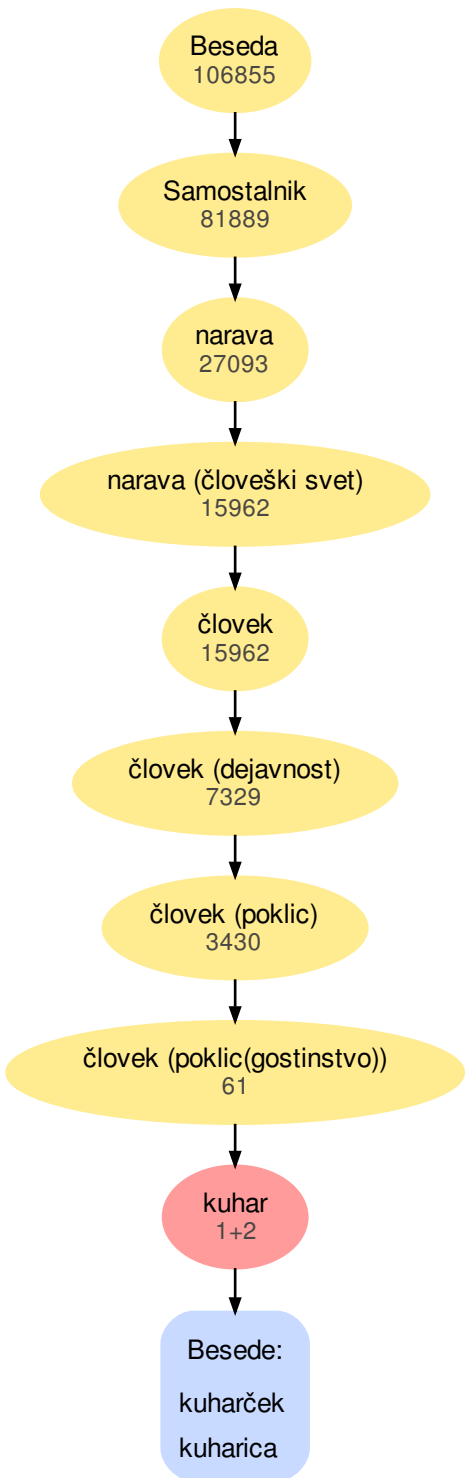 Beseda
106855
Samostalnik
81889
narava
27093
narava (človeški svet)
15962
človek
15962
človek (dejavnost)
7329
človek (poklic)
3430
človek (poklic(gostinstvo))
61
kuhar
1+2
Besede:
kuharček
kuharica